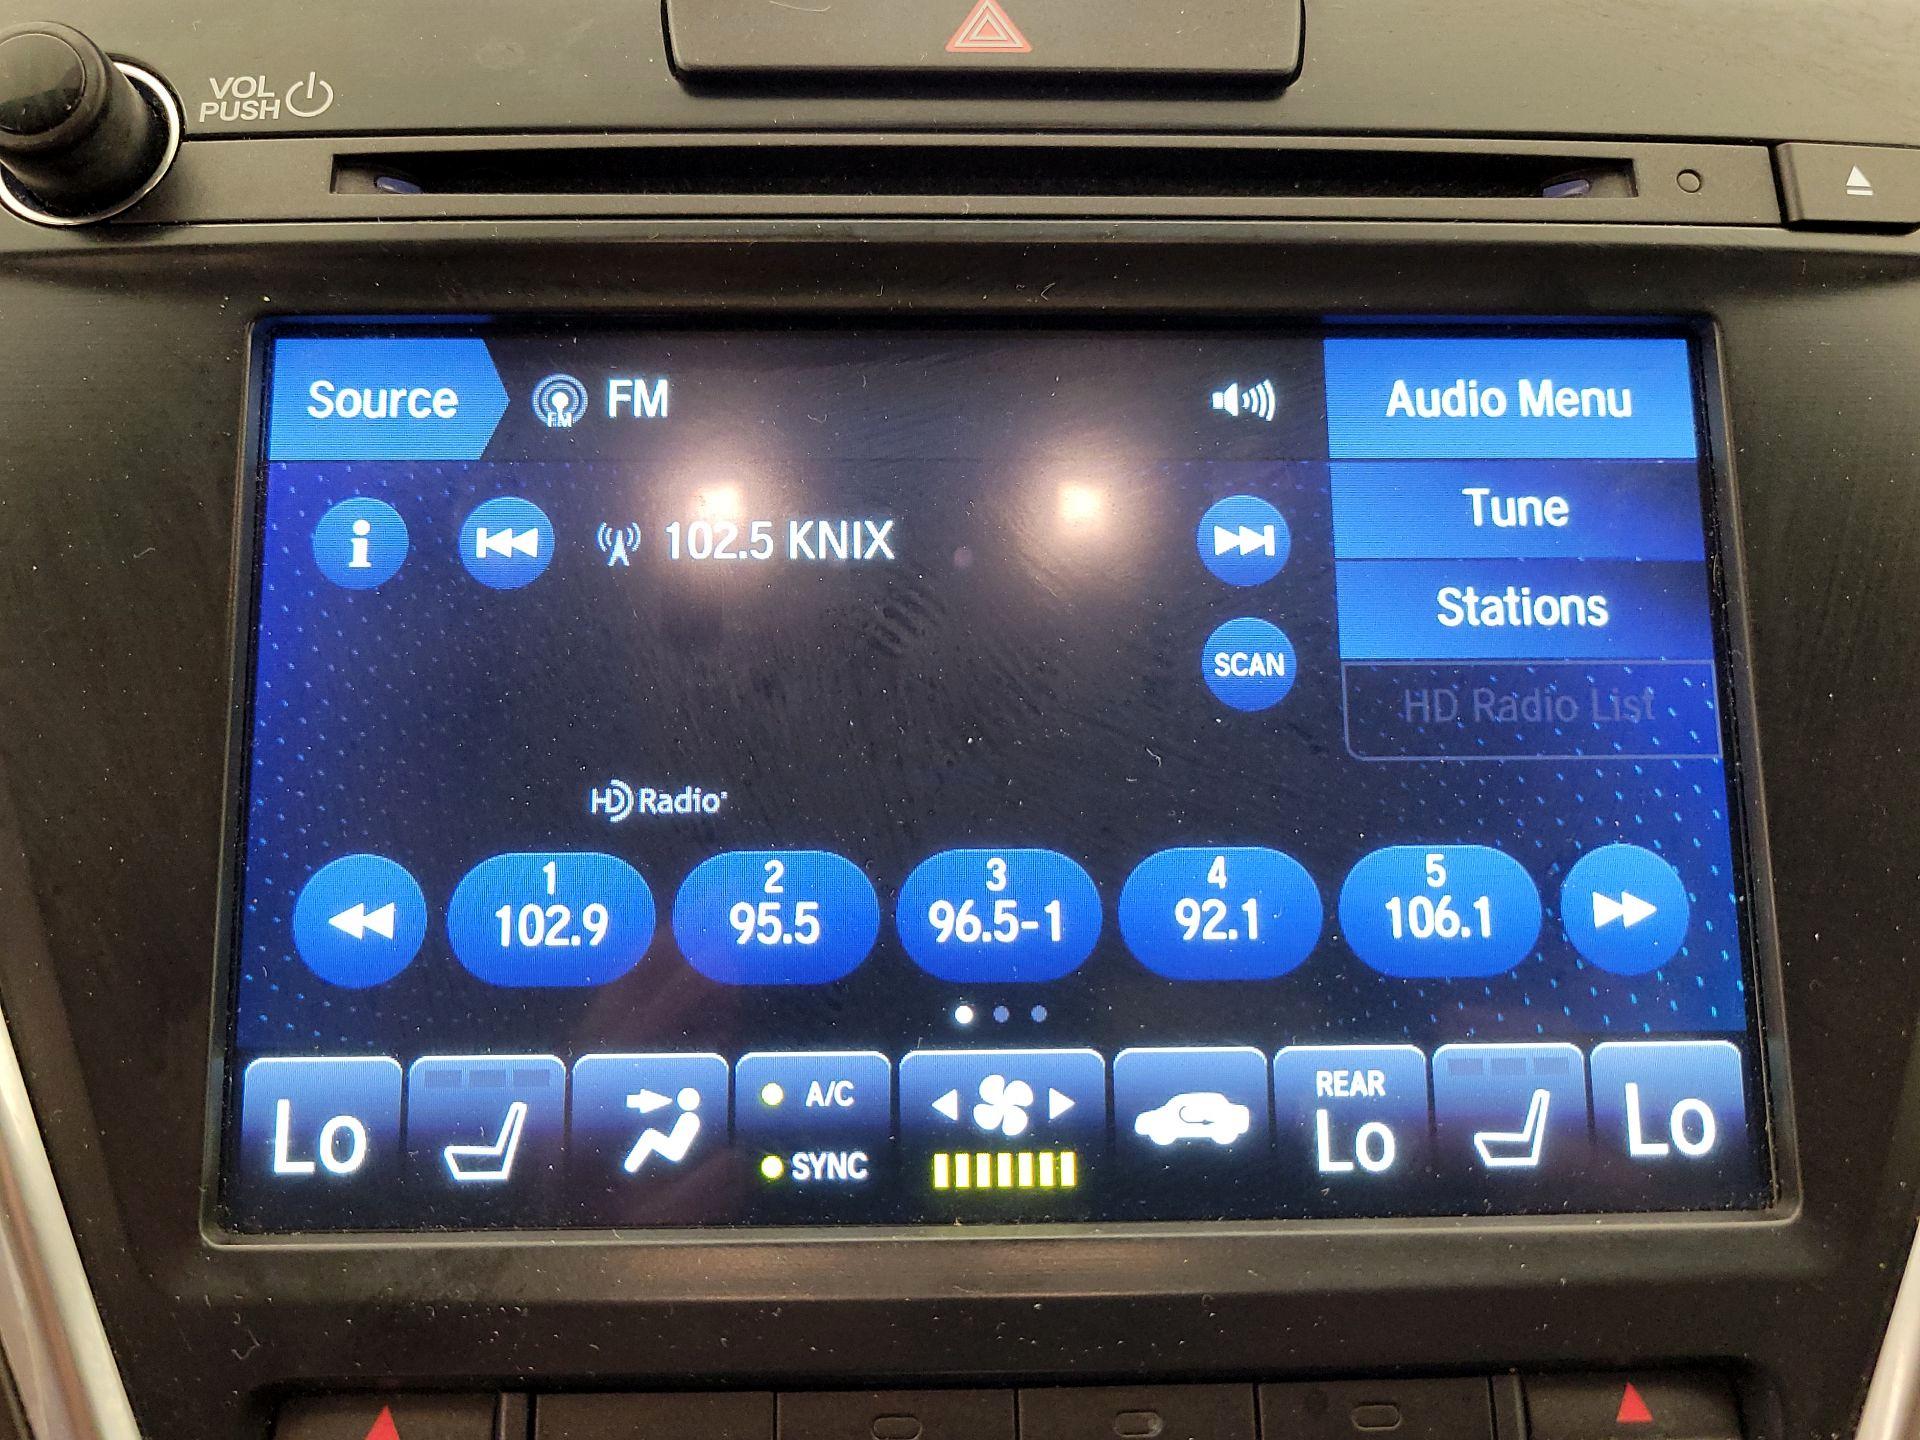 VOL
PUSH
Source
FM
FM
Audio Menu
102.5 KNIX
Tune
Stations
SCAN
HD Radio List
HD Radio
1
102.9
2
95.5
3
96.5-1
4
92.1
5
106.1
Lo
A/C
SYNC
REAR
Lo
Lo